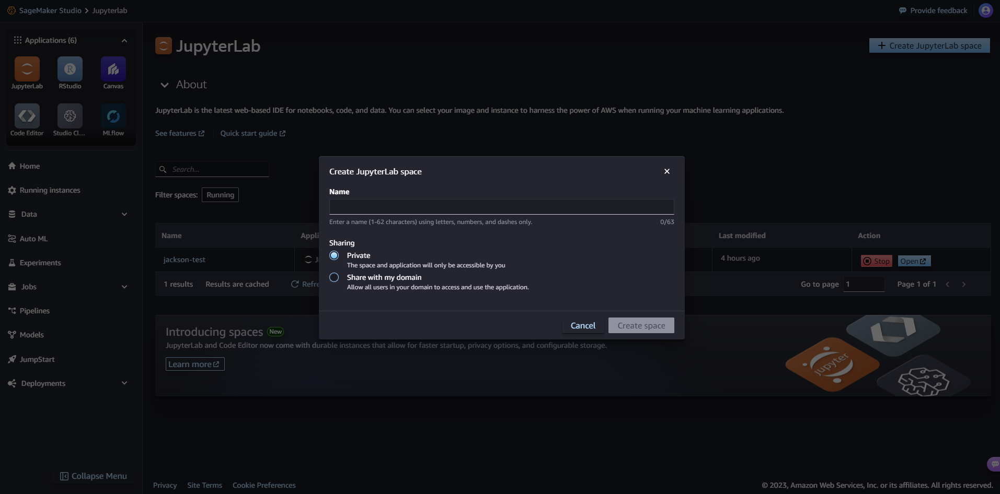 SageMaker Studio > Jupyterlab
Provide feedback
Applications (6)
JupyterLab
RStudio
Canvas
Code Editor
Studio Cl...
MLflow
Home
Running instances
Data
Auto ML
Experiments
Jobs
Pipelines
Models
JumpStart
Deployments
Collapse Menu
JupyterLab
+ Create JupyterLab space
About
JupyterLab is the latest web-based IDE for notebooks, code, and data. You can select your image and instance to harness the power of AWS when running your machine learning applications.
See features
Quick start guide
Search...
Filter spaces: Running
Name
Appli
Last modified
Action
jackson-test
J
4 hours ago
Stop
Open
1 results
Results are cached
Refre
Go to page 1
Page 1 of 1
Create JupyterLab space
Name
Enter a name (1-62 characters) using letters, numbers, and dashes only.
0/63
Sharing
Private
The space and application will only be accessible by you
Share with my domain
Allow all users in your domain to access and use the application.
Cancel
Create space
Introducing spaces New
JupyterLab and Code Editor now come with durable instances that allow for faster startup, privacy options, and configurable storage.
Learn more
jupyter
Privacy
Site Terms
Cookie Preferences
© 2023, Amazon Web Services, Inc. or its affiliates. All rights reserved.